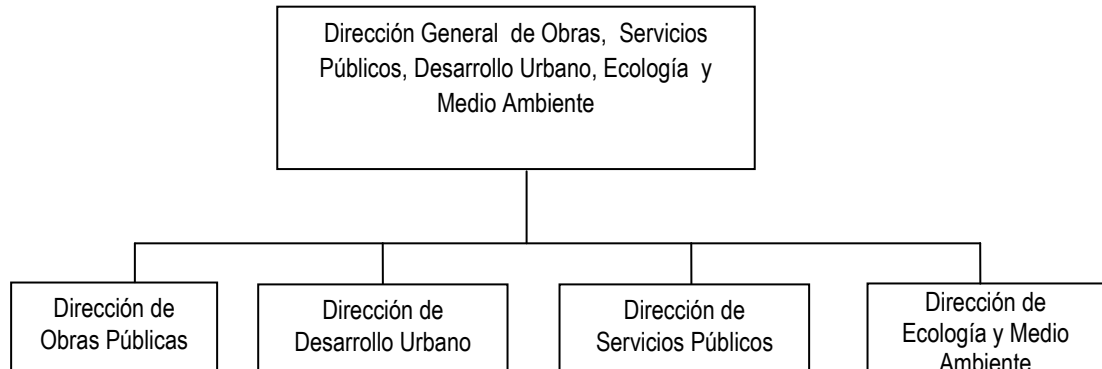 Dirección General de Obras, Servicios
Públicos, Desarrollo Urbano, Ecología y
Medio Ambiente
Dirección de
Obras Públicas
Dirección de
Desarrollo Urbano
Dirección de
Servicios Públicos
Dirección de
Ecología y Medio
Ambiente